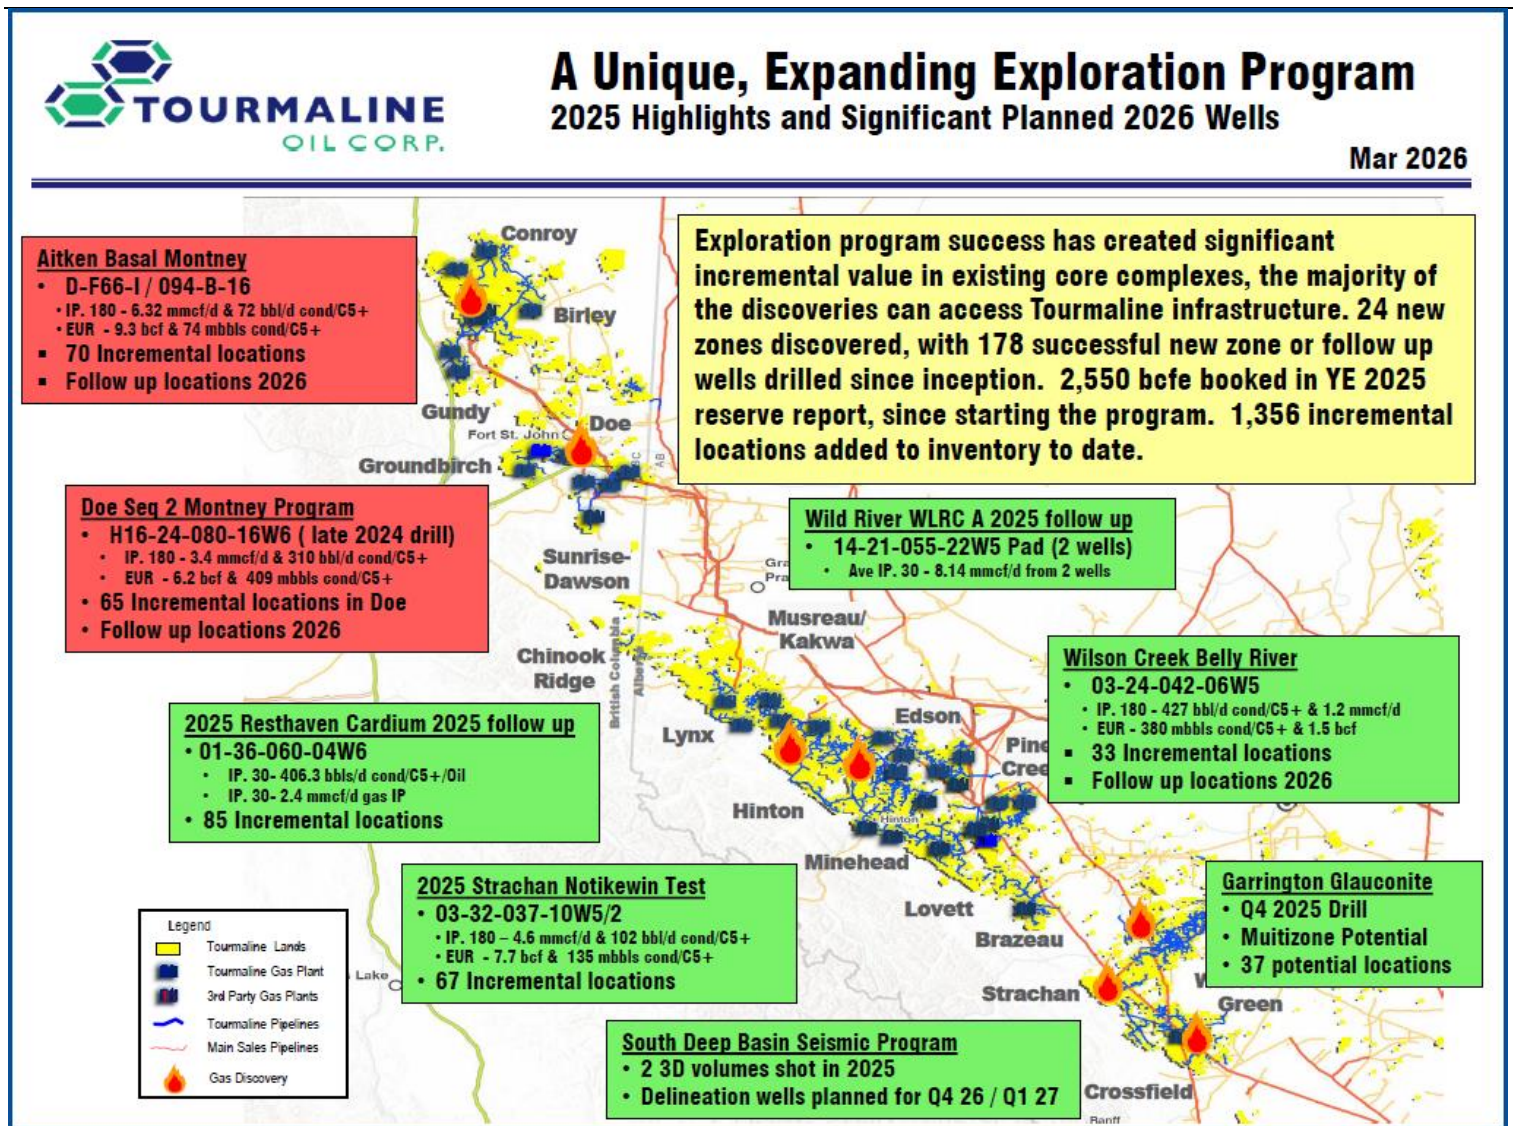 TOURMALINE
OIL CORP.
A Unique, Expanding Exploration Program
2025 Highlights and Significant Planned 2026 Wells
Mar 2026
Aitken Basal Montney
• D-F66-I / 094-B-16
• IP. 180 - 6.32 mmcf/d & 72 bbl/d cond/C5+
• EUR - 9.3 bcf & 74 mbbls cond/C5+
▪ 70 Incremental locations
▪ Follow up locations 2026
Exploration program success has created significant
incremental value in existing core complexes, the majority of
the discoveries can access Tourmaline infrastructure. 24 new
zones discovered, with 178 successful new zone or follow up
wells drilled since inception. 2,550 bcfe booked in YE 2025
reserve report, since starting the program. 1,356 incremental
locations added to inventory to date.
Conroy
Birley
Gundy
Doe
Fort St. John
Groundbirch
BC
AB
Doe Seq 2 Montney Program
• H16-24-080-16W6 ( late 2024 drill)
• IP. 180 - 3.4 mmcf/d & 310 bbl/d cond/C5+
• EUR - 6.2 bcf & 409 mbbls cond/C5+
• 65 Incremental locations in Doe
• Follow up locations 2026
Sunrise-
Dawson
Wild River WLRC A 2025 follow up
• 14-21-055-22W5 Pad (2 wells)
• Ave IP. 30 - 8.14 mmcf/d from 2 wells
Gra
Pra
Musreau/
Kakwa
Chinook
Ridge
British Columbia
Alberta
Wilson Creek Belly River
• 03-24-042-06W5
• IP. 180 - 427 bbl/d cond/C5+ & 1.2 mmcf/d
• EUR - 380 mbbls cond/C5+ & 1.5 bcf
▪ 33 Incremental locations
▪ Follow up locations 2026
2025 Resthaven Cardium 2025 follow up
• 01-36-060-04W6
• IP. 30- 406.3 bbls/d cond/C5+/Oil
• IP. 30- 2.4 mmcf/d gas IP
• 85 Incremental locations
Lynx
Edson
Pine
Cree
Hinton
Hinton
Minehead
Lovett
Brazeau
2025 Strachan Notikewin Test
• 03-32-037-10W5/2
• IP. 180 – 4.6 mmcf/d & 102 bbl/d cond/C5+
• EUR - 7.7 bcf & 135 mbbls cond/C5+
• 67 Incremental locations
Garrington Glauconite
• Q4 2025 Drill
• Muitizone Potential
• 37 potential locations
Strachan
W
Green
Lake
Legend
Tourmaline Lands
Tourmaline Gas Plant
3rd Party Gas Plants
Tourmaline Pipelines
Main Sales Pipelines
Gas Discovery
South Deep Basin Seismic Program
• 2 3D volumes shot in 2025
• Delineation wells planned for Q4 26 / Q1 27
Crossfield
Banff